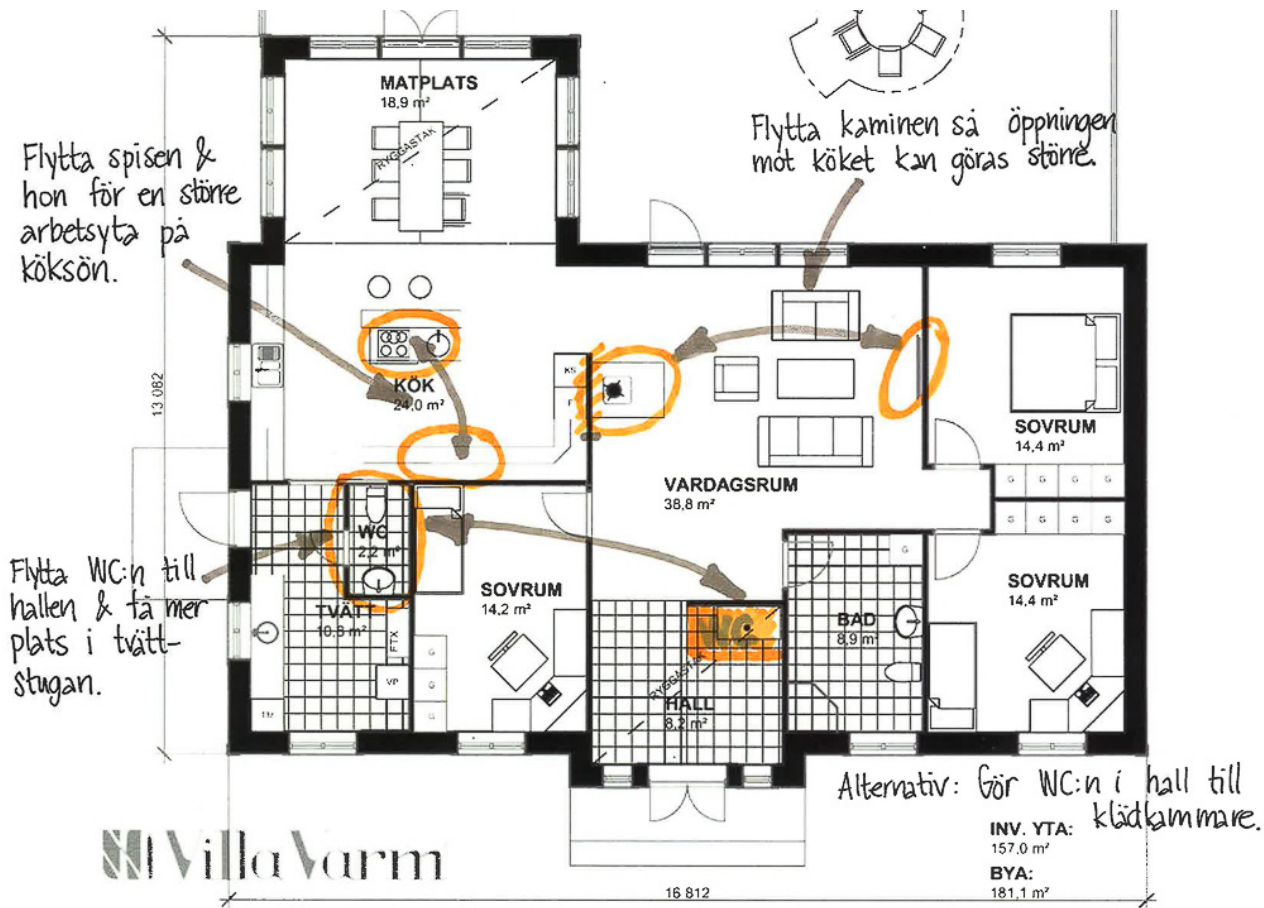 MATPLATS
18,9 m²
RYGGASTAK
Flytta spisen &
hon för en större
arbetsyta på
köksön.
Flytta kaminen så öppningen
mot köket kan göras större.
13 082
KÖK
24,0 m²
KS
F
SOVRUM
14,4 m²
G G G G
G G G G
VARDAGSRUM
38,8 m²
WC
2,2 m²
Flytta WC:n till
hallen & få mer
plats i tvätt-
stugan.
TVÄTT
10,8 m²
FTX
VP
SOVRUM
14,2 m²
G
G
G
WC
RYGGASTAK
HALL
8,2 m²
G
BAD
8,9 m²
SOVRUM
14,4 m²
Alternativ: Gör WC:n i hall till
klädkammare.
INV. YTA:
157,0 m²
BYA:
181,1 m²
VillaVarm
16 812